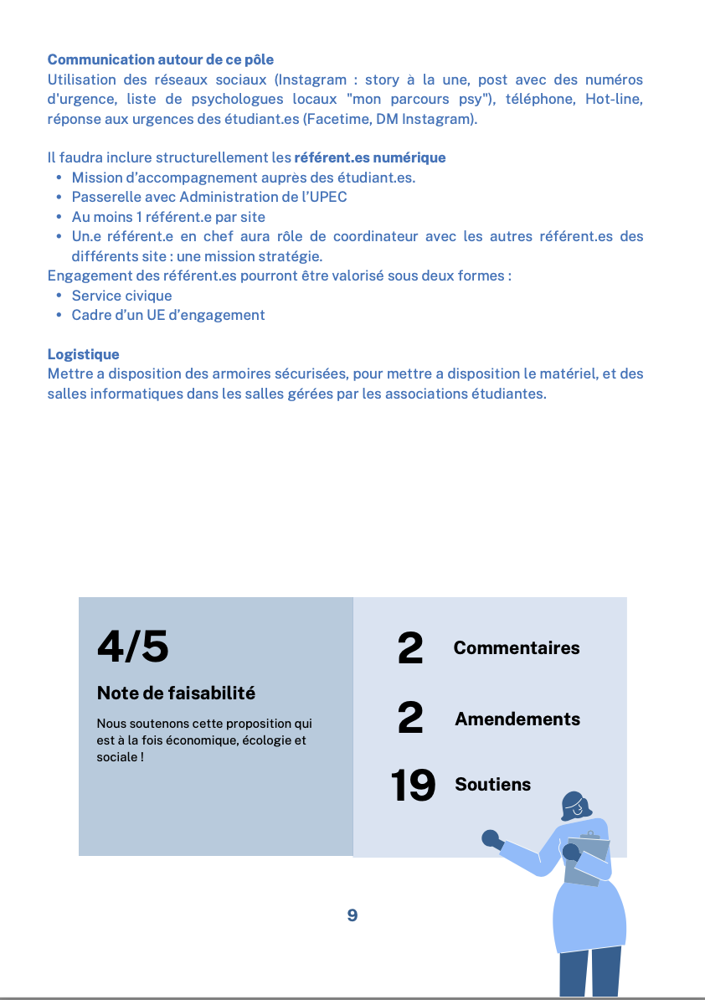 Communication autour de ce pôle
Utilisation des réseaux sociaux (Instagram : story à la une, post avec des numéros
d'urgence, liste de psychologues locaux "mon parcours psy"), téléphone, Hot-line,
réponse aux urgences des étudiant.es (Facetime, DM Instagram).
Il faudra inclure structurellement les référent.es numérique
• Mission d’accompagnement auprès des étudiant.es.
• Passerelle avec Administration de l’UPEC
• Au moins 1 référent.e par site
• Un.e référent.e en chef aura rôle de coordinateur avec les autres référent.es des
différents site : une mission stratégie.
Engagement des référent.es pourront être valorisé sous deux formes :
• Service civique
• Cadre d’un UE d’engagement
Logistique
Mettre a disposition des armoires sécurisées, pour mettre a disposition le matériel, et des
salles informatiques dans les salles gérées par les associations étudiantes.
4/5
Note de faisabilité
Nous soutenons cette proposition qui
est à la fois économique, écologie et
sociale !
2 Commentaires
2 Amendements
19 Soutiens
9